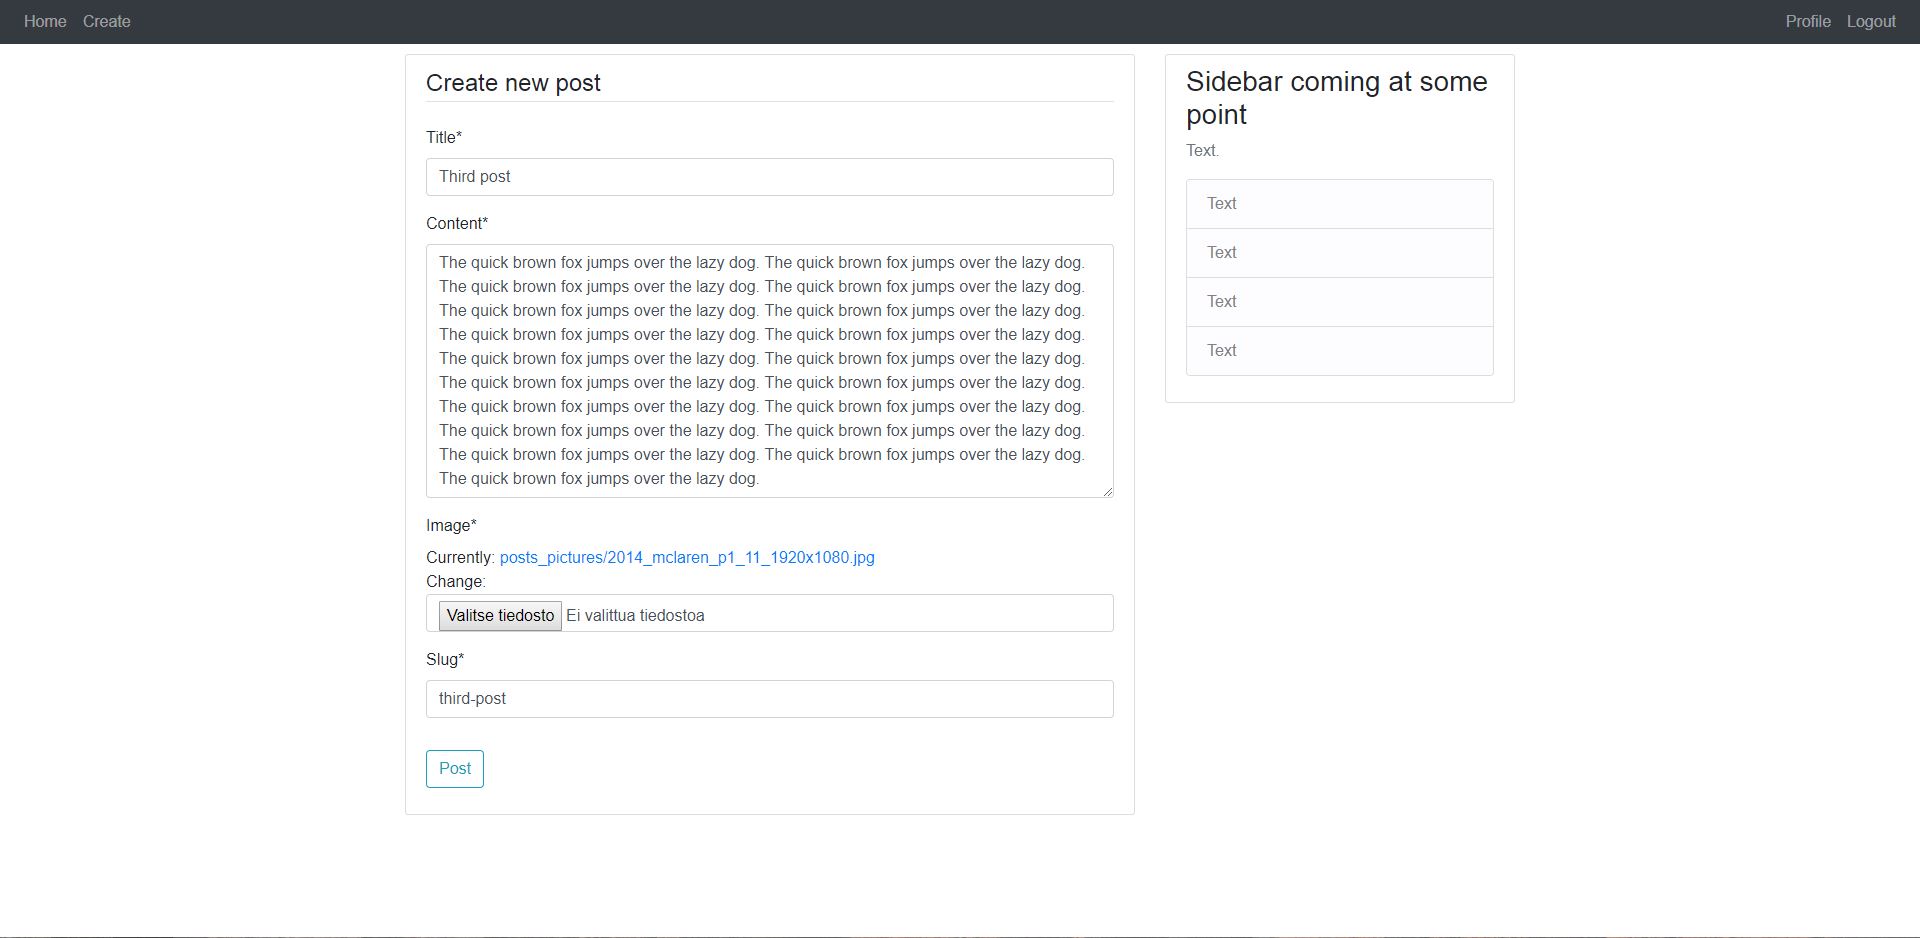 Home Create Profile Logout
Create new post
Title*
Third post
Content*
The quick brown fox jumps over the lazy dog. The quick brown fox jumps over the lazy dog.
The quick brown fox jumps over the lazy dog. The quick brown fox jumps over the lazy dog.
The quick brown fox jumps over the lazy dog. The quick brown fox jumps over the lazy dog.
The quick brown fox jumps over the lazy dog. The quick brown fox jumps over the lazy dog.
The quick brown fox jumps over the lazy dog. The quick brown fox jumps over the lazy dog.
The quick brown fox jumps over the lazy dog. The quick brown fox jumps over the lazy dog.
The quick brown fox jumps over the lazy dog. The quick brown fox jumps over the lazy dog.
The quick brown fox jumps over the lazy dog. The quick brown fox jumps over the lazy dog.
The quick brown fox jumps over the lazy dog. The quick brown fox jumps over the lazy dog.
The quick brown fox jumps over the lazy dog.
Image*
Currently: posts_pictures/2014_mclaren_p1_11_1920x1080.jpg
Change:
Valitse tiedosto Ei valittua tiedostoa
Slug*
third-post
Post
Sidebar coming at some
point
Text.
Text
Text
Text
Text